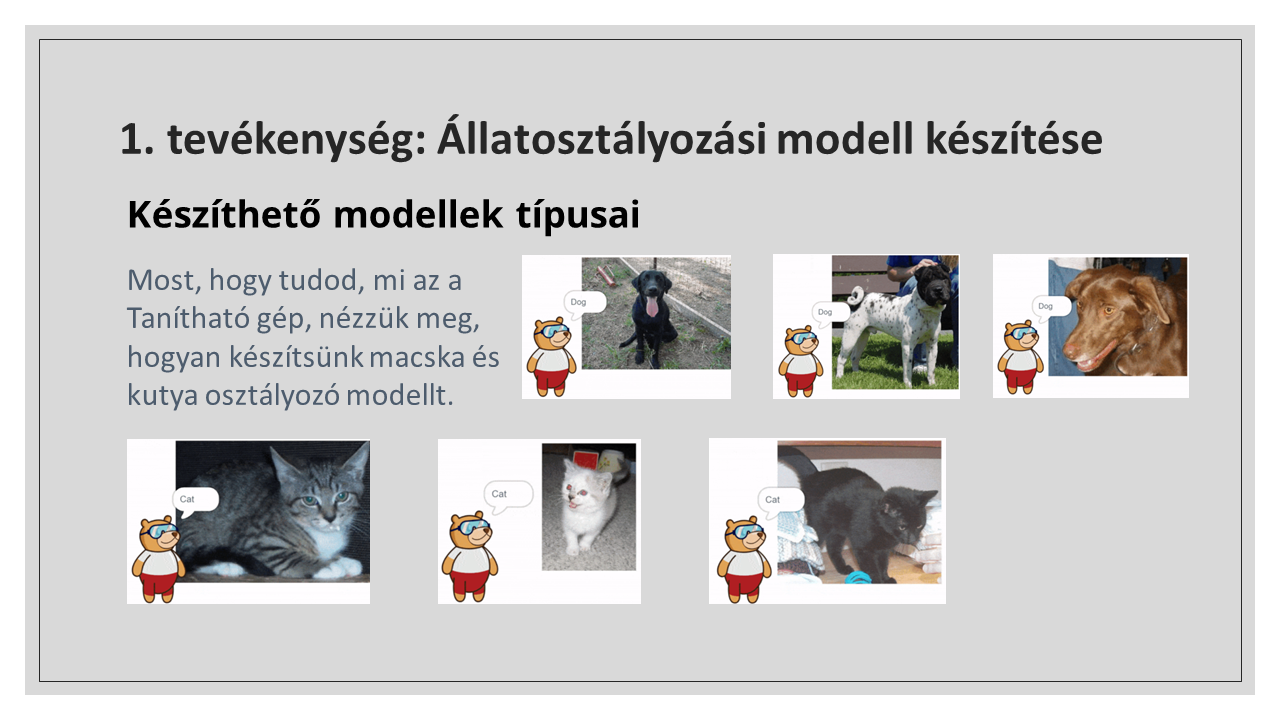 1. tevékenység: Állatosztályozási modell készítése
Készíthető modellek típusai
Most, hogy tudod, mi az a
Tanítható gép, nézzük meg,
hogyan készítsünk macska és
kutya osztályozó modellt.
Dog
Dog
Dog
Cat
Cat
Cat